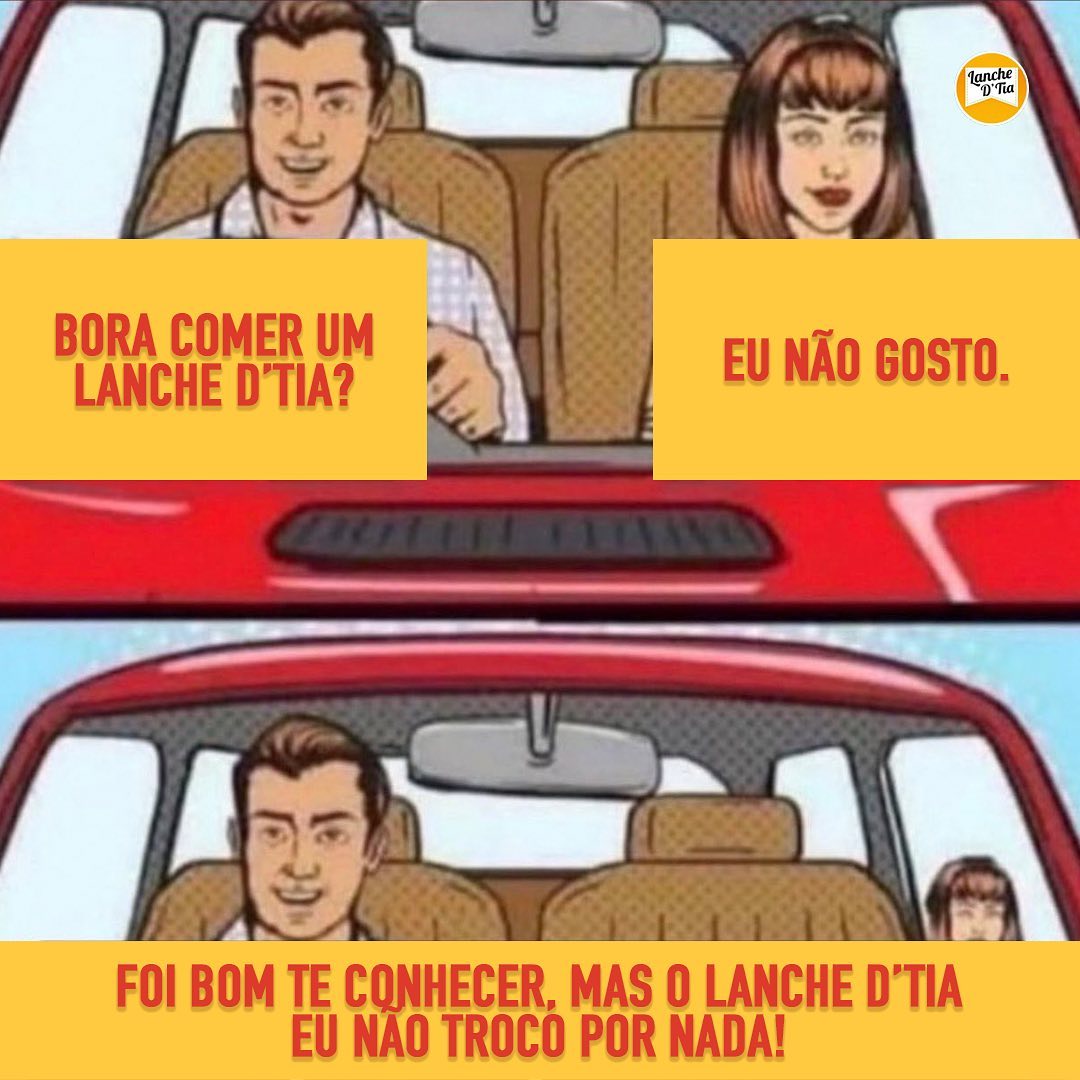 Lanche
D'Tia
BORA COMER UM
LANCHE D'TIA?
EU NÃO GOSTO.
FOI BOM TE CONHECER, MAS O LANCHE D'TIA
EU NÃO TROCO POR NADA!